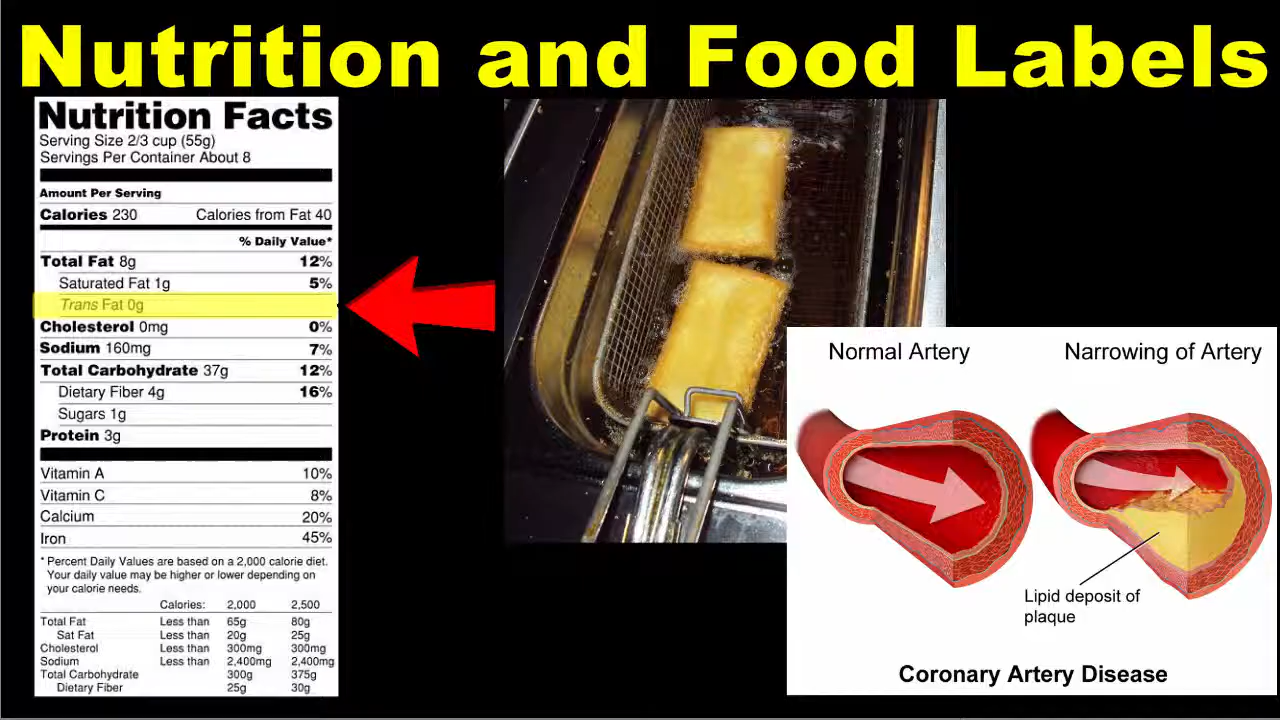 Nutrition and Food Labels
Nutrition Facts
Serving Size 2/3 cup (55g)
Servings Per Container About 8
Amount Per Serving
Calories 230 Calories from Fat 40
% Daily Value*
Total Fat 8g 12%
Saturated Fat 1g 5%
Trans Fat 0g
Cholesterol 0mg 0%
Sodium 160mg 7%
Total Carbohydrate 37g 12%
Dietary Fiber 4g 16%
Sugars 1g
Protein 3g
Vitamin A 10%
Vitamin C 8%
Calcium 20%
Iron 45%
* Percent Daily Values are based on a 2,000 calorie diet.
Your daily value may be higher or lower depending on
your calorie needs.
Calories: 2,000 2,500
Total Fat Less than 65g 80g
Sat Fat Less than 20g 25g
Cholesterol Less than 300mg 300mg
Sodium Less than 2,400mg 2,400mg
Total Carbohydrate 300g 375g
Dietary Fiber 25g 30g
Normal Artery
Narrowing of Artery
Lipid deposit of
plaque
Coronary Artery Disease